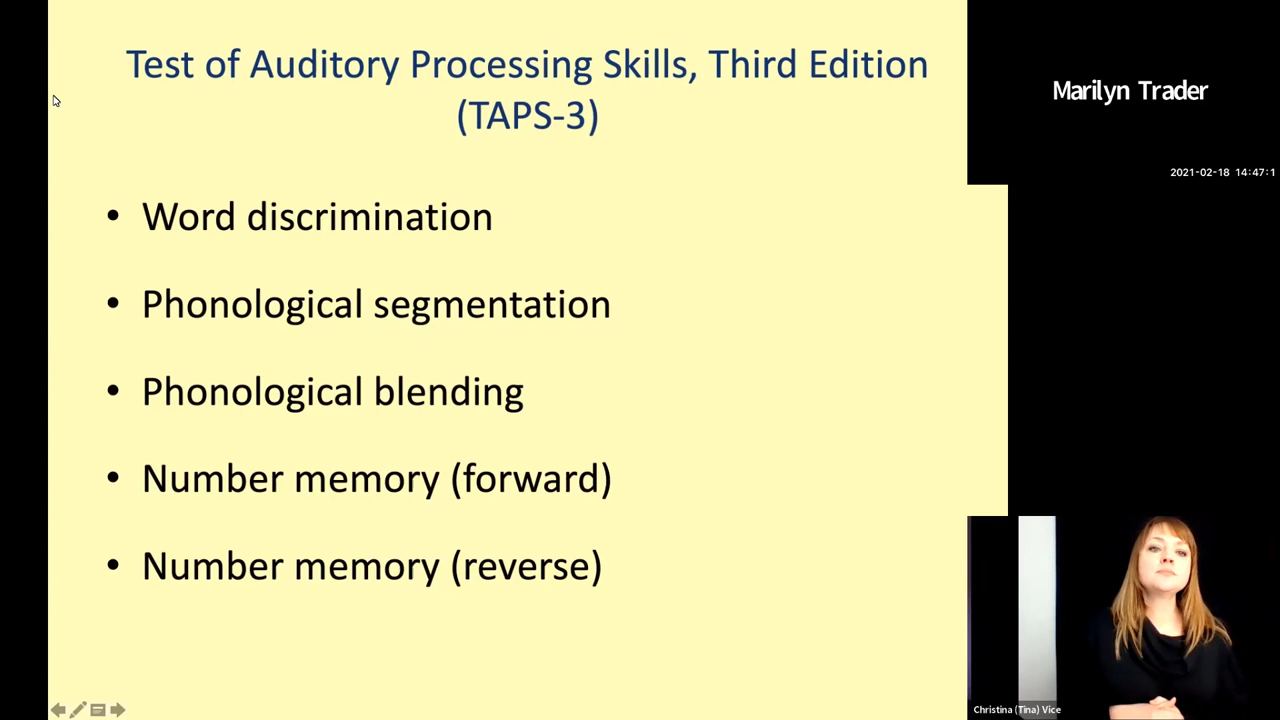 Test of Auditory Processing Skills, Third Edition
(TAPS-3)
• Word discrimination
• Phonological segmentation
• Phonological blending
• Number memory (forward)
• Number memory (reverse)
Marilyn Trader
2021-02-18 14:47:1
Christina (Tina) Vice